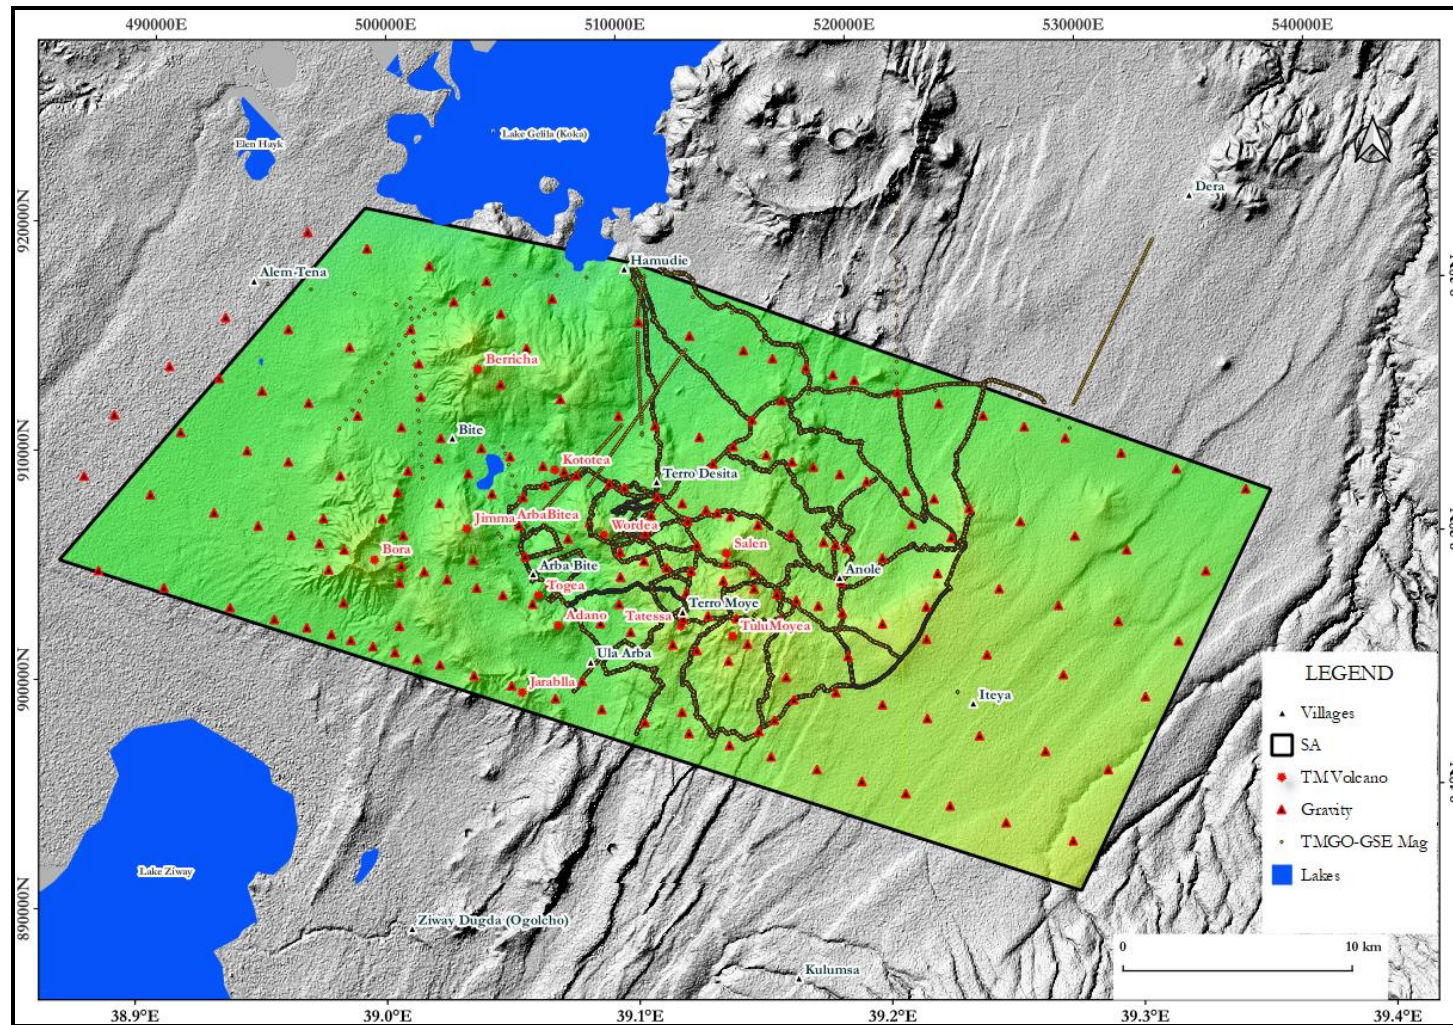 490000E 500000E 510000E 520000E 530000E 540000E
Lake Gelila (Koka)
Elen Hayk
Dera
920000N
Hamudie
Alem Tena
Berricha
Bite
910000N
Kototea
Terro Desita
Jimma
ArbaBitea
Wordea
Salen
Bora
Arba Bite
Anole
Togea
Terro Moye
Adano
Tatessa
TuluMoyea
Ula Arba
900000N
Jarablla
Iteya
LEGEND
Villages
SA
TM Volcano
Gravity
TMGO-GSE Mag
Lakes
Lake Ziway
890000N
Ziway Dugda (Ogolcho)
Kulumsa
0 10 km
38.9°E 39.0°E 39.1°E 39.2°E 39.3°E 39.4°E